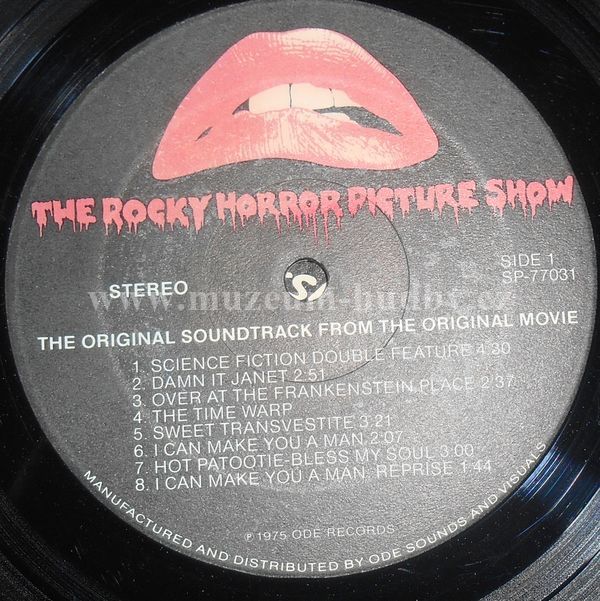 THE ROCKY HORROR PICTURE SHOW
STEREO
SIDE 1
SP-77031
www.muzeum-hudby.cz
THE ORIGINAL SOUNDTRACK FROM THE ORIGINAL MOVIE
1. SCIENCE FICTION DOUBLE FEATURE 4:30
2. DAMN IT JANET 2:51
3. OVER AT THE FRANKENSTEIN PLACE 2:37
4. THE TIME WARP
5. SWEET TRANSVESTITE 3:21
6. I CAN MAKE YOU A MAN 2:07
7. HOT PATOOTIE-BLESS MY SOUL 3:00
8. I CAN MAKE YOU A MAN: REPRISE 1:44
℗ 1975 ODE RECORDS
MANUFACTURED AND DISTRIBUTED BY ODE SOUNDS AND VISUALS